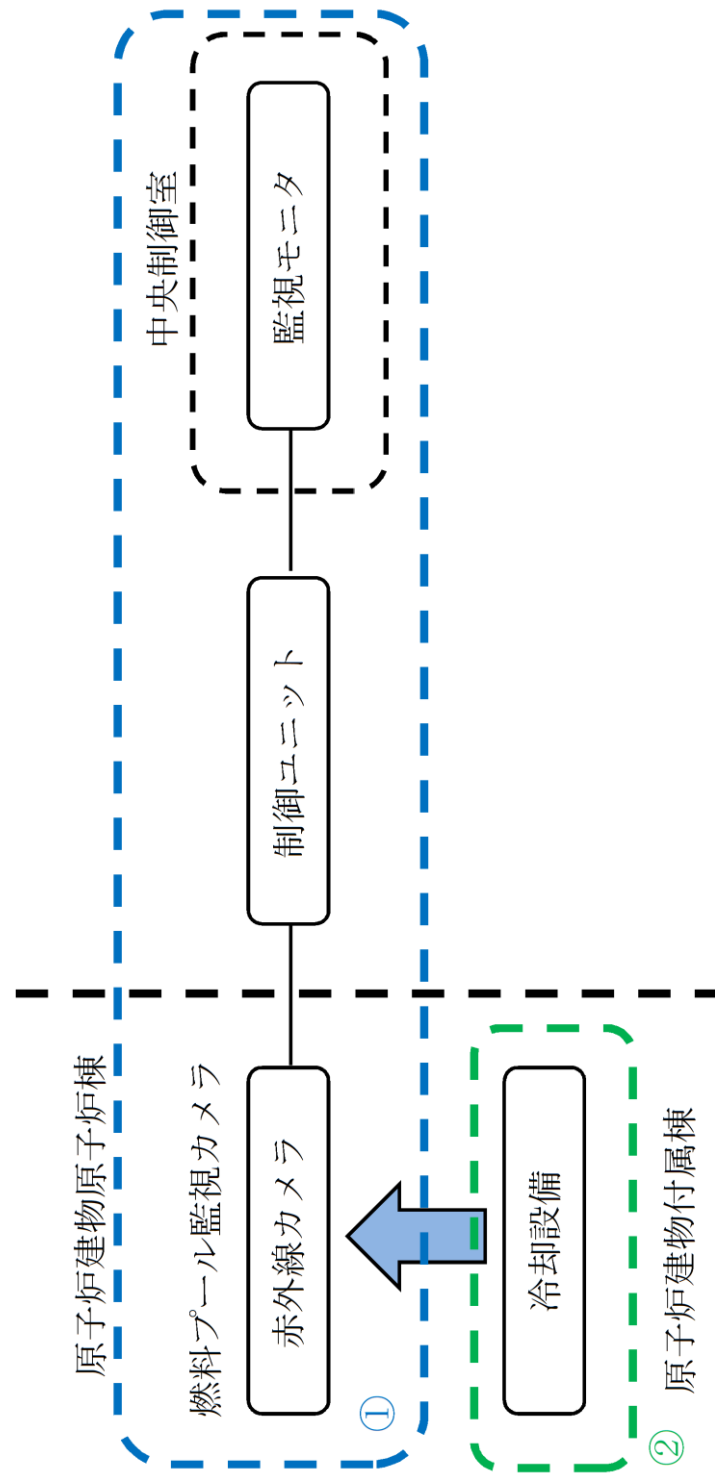 原子炉建物原子炉棟
中央制御室
燃料プール監視カメラ
赤外線カメラ
制御ユニット
監視モニタ
①
冷却設備
原子炉建物付属棟
②